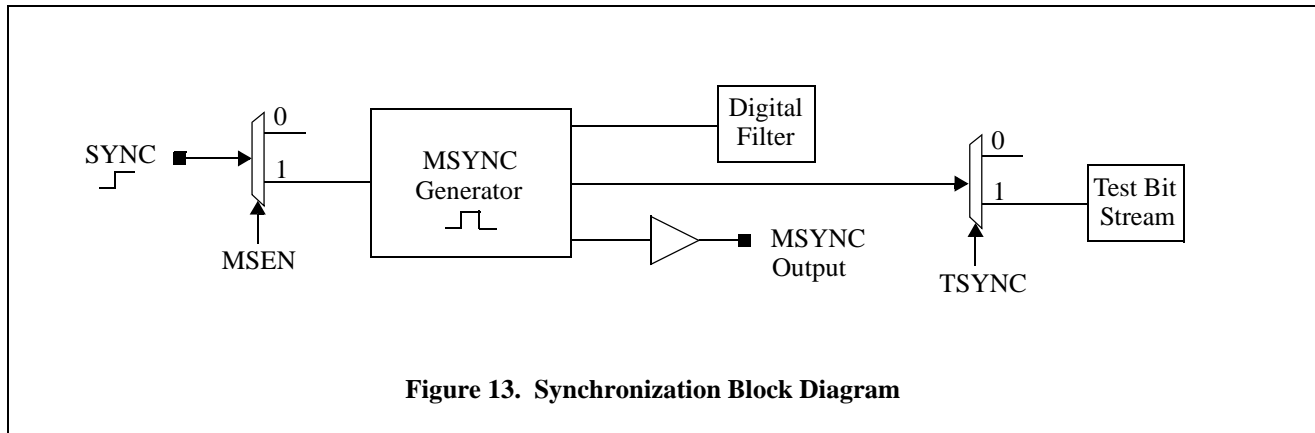 SYNC
0
1
MSEN
MSYNC
Generator
Digital
Filter
MSYNC
Output
0
1
TSYNC
Test Bit
Stream
Figure 13. Synchronization Block Diagram